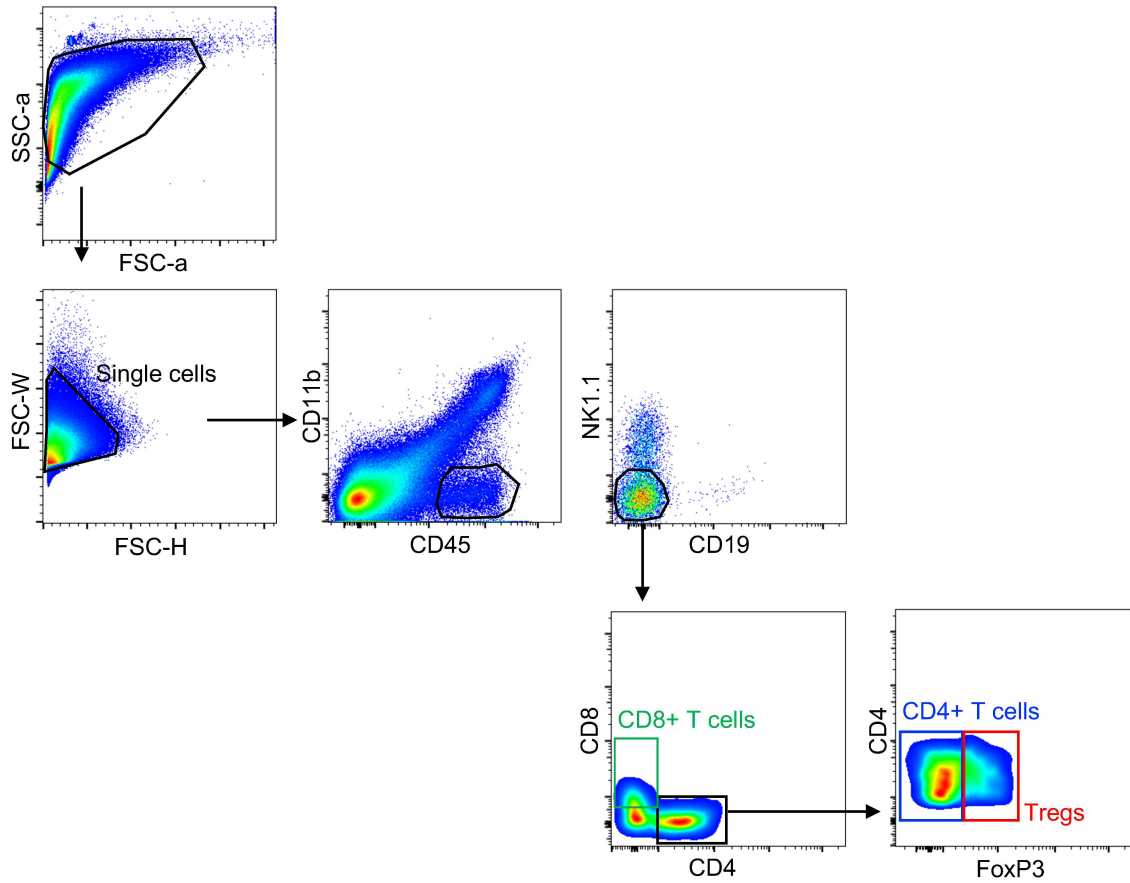 SSC-a
FSC-a
FSC-W
Single cells
FSC-H
CD11b
CD45
NK1.1
CD19
CD8
CD8+ T cells
CD4
CD4
CD4+ T cells
Tregs
FoxP3